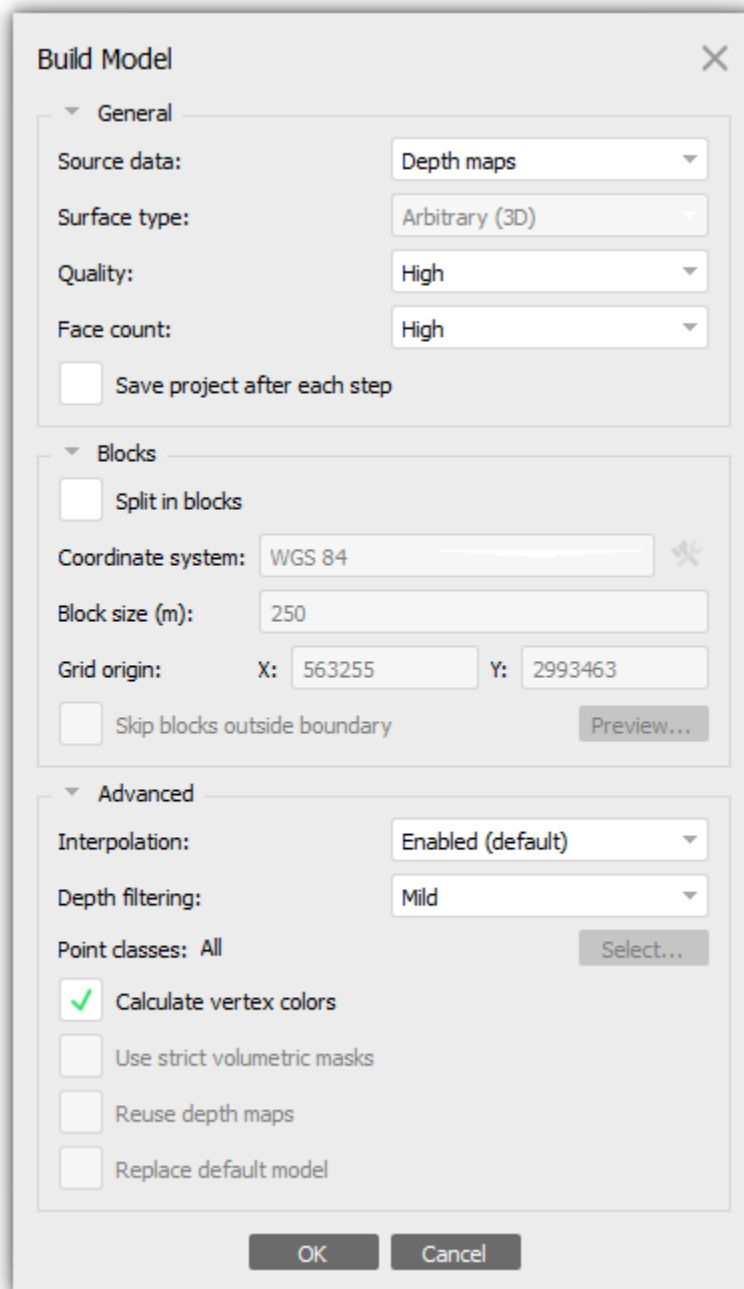 Build Model
General
Source data: Depth maps
Surface type: Arbitrary (3D)
Quality: High
Face count: High
Save project after each step
Blocks
Split in blocks
Coordinate system: WGS 84
Block size (m): 250
Grid origin: X: 563255 Y: 2993463
Skip blocks outside boundary Preview...
Advanced
Interpolation: Enabled (default)
Depth filtering: Mild
Point classes: All Select...
Calculate vertex colors
Use strict volumetric masks
Reuse depth maps
Replace default model
OK Cancel